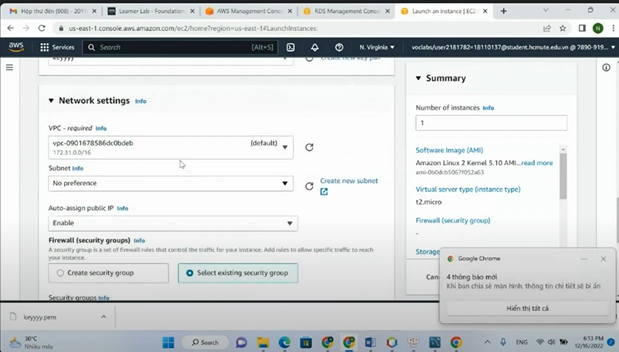 Hộp thư đến (808) - 2011
Learner Lab - Foundation
AWS Management Cons
RDS Management Conso
Launch an instance | EC2
us-east-1.console.aws.amazon.com/ec2/home?region=us-east-1#LaunchInstances:
aws
Services
Search
[Alt+S]
N. Virginia
voclabs/user2181782=18110137@student.hcmute.edu.vn @ 7890-919...
keyyyy
Create new key pair
Network settings Info
VPC - required Info
vpc-0901678586dc0bdeb
(default)
172.31.0.0/16
Subnet Info
No preference
Create new subnet
Auto-assign public IP Info
Enable
Firewall (security groups) Info
A security group is a set of firewall rules that control the traffic for your instance. Add rules to allow specific traffic to reach
your instance.
Create security group
Select existing security group
Security groups Info
Summary
Number of instances Info
1
Software Image (AMI)
Amazon Linux 2 Kernel 5.10 AMI...read more
ami-0b0dcb5067f052a63
Virtual server type (instance type)
t2.micro
Firewall (security group)
-
Storage
Can
Google Chrome
4 thông báo mới
Khi bạn chia sẻ màn hình, thông tin chi tiết sẽ bị ẩn
Hiển thị tất cả
keyyyy.pem
30°C
Nhiều mây
Search
ENG
6:13 PM
12/16/2022